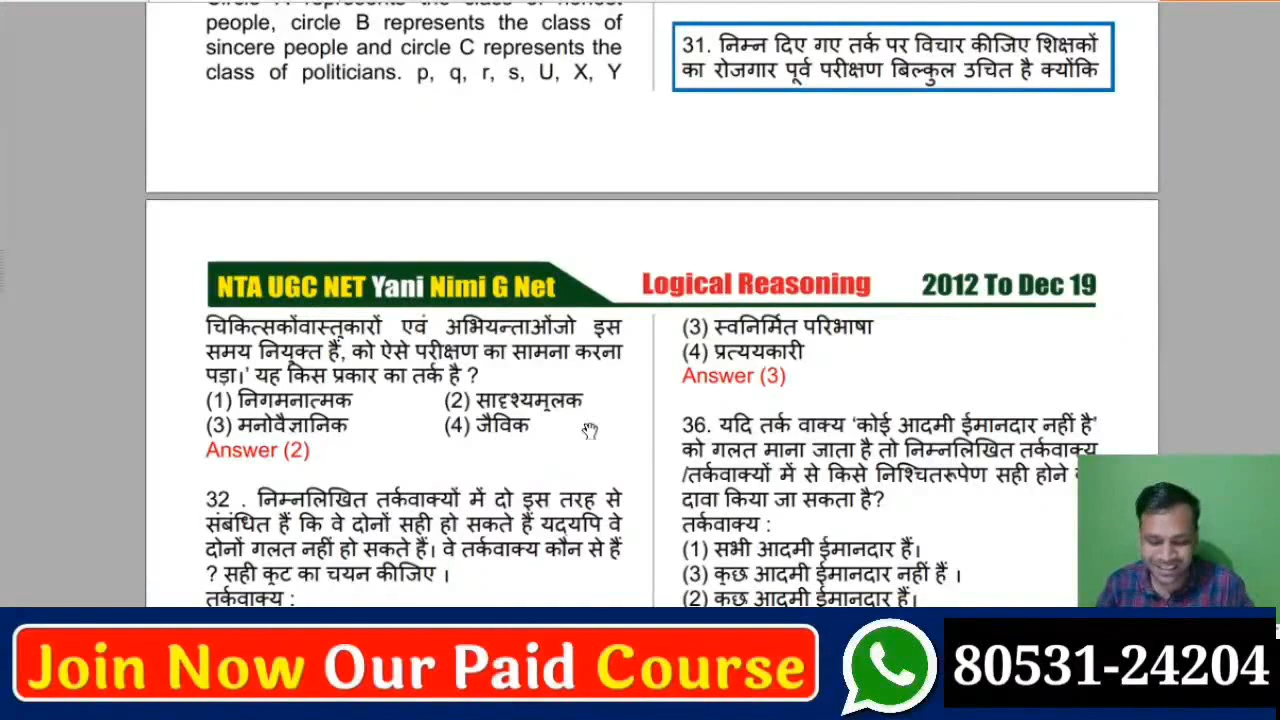 people, circle B represents the class of
sincere people and circle C represents the
class of politicians. p, q, r, s, U, X, Y
31. निम्न दिए गए तर्क पर विचार कीजिए शिक्षकों
का रोजगार पूर्व परीक्षण बिल्कुल उचित है क्योंकि
NTA UGC NET Yani Nimi G Net
Logical Reasoning
2012 To Dec 19
चिकित्सकोंवास्तुकारों एवं अभियन्ताओंजो इस
समय नियुक्त हैं, को ऐसे परीक्षण का सामना करना
पड़ा।' यह किस प्रकार का तर्क है ?
(1) निगमनात्मक (2) सादृश्यमूलक
(3) मनोवैज्ञानिक (4) जैविक
Answer (2)
32 . निम्नलिखित तर्कवाक्यों में दो इस तरह से
संबंधित हैं कि वे दोनों सही हो सकते हैं यदयपि वे
दोनों गलत नहीं हो सकते हैं। वे तर्कवाक्य कौन से हैं
? सही कूट का चयन कीजिए ।
तर्कवाक्य :
(3) स्वनिर्मित परिभाषा
(4) प्रत्ययकारी
Answer (3)
36. यदि तर्क वाक्य 'कोई आदमी ईमानदार नहीं है'
को गलत माना जाता है तो निम्नलिखित तर्कवाक्य
/तर्कवाक्यों में से किसे निश्चितरूपेण सही होने
दावा किया जा सकता है?
तर्कवाक्य :
(1) सभी आदमी ईमानदार हैं।
(3) कुछ आदमी ईमानदार नहीं हैं ।
(2) कुछ आदमी ईमानदार हैं।
Join Now Our Paid Course
80531-24204